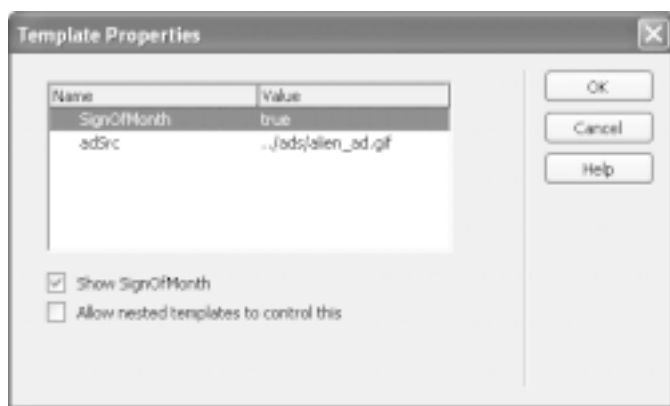 Template Properties
Name Value
SignOfMonth true
adSrc ../ads/alien_ad.gif
Show SignOfMonth
Allow nested templates to control this
OK
Cancel
Help